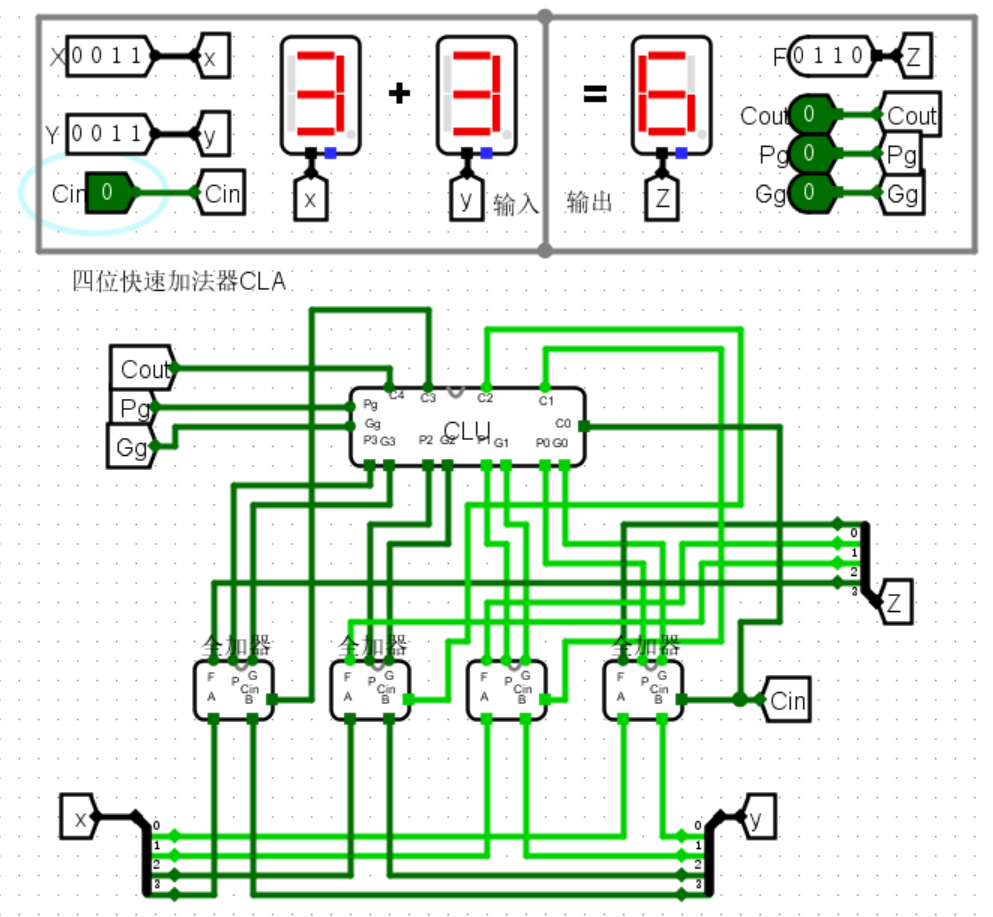 X 0 0 1 1 x
Y 0 0 1 1 y
Cin 0 Cin
3 + 3 = 6
x y 输入 输出 Z
F 0 1 1 0 Z
Cout 0 Cout
Pg 0 Pg
Gg 0 Gg
四位快速加法器CLA
Cout
Pg
Gg
C4 C3 C2 C1
Pg
Gg
CLU
C0
P3 G3 P2 G2 P1 G1 P0 G0
0
1
2
3
Z
全加器 全加器 全加器
F P G A Cin B
F P G A Cin B
F P G A Cin B
F P G A Cin B
Cin
x
0
1
2
3
0
1
2
3
y